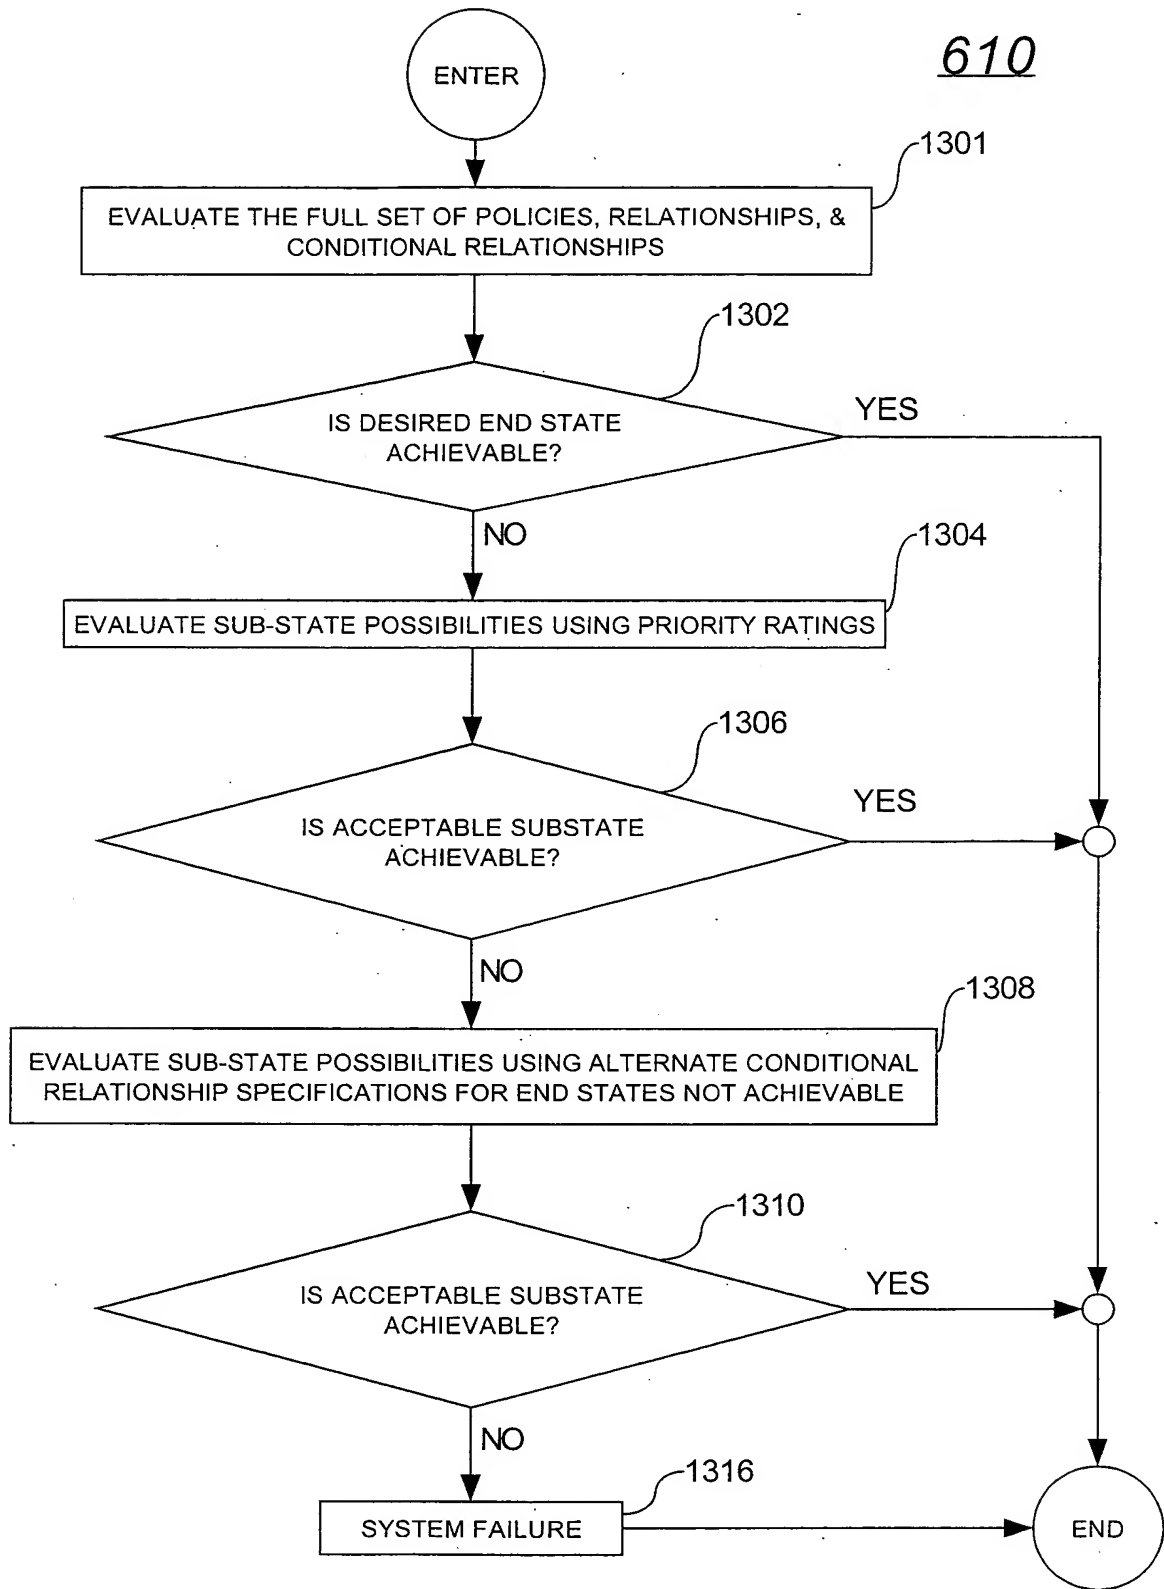 ENTER
610
1301
EVALUATE THE FULL SET OF POLICIES, RELATIONSHIPS, &
CONDITIONAL RELATIONSHIPS
1302
IS DESIRED END STATE
ACHIEVABLE?
YES
NO
1304
EVALUATE SUB-STATE POSSIBILITIES USING PRIORITY RATINGS
1306
IS ACCEPTABLE SUBSTATE
ACHIEVABLE?
YES
NO
1308
EVALUATE SUB-STATE POSSIBILITIES USING ALTERNATE CONDITIONAL
RELATIONSHIP SPECIFICATIONS FOR END STATES NOT ACHIEVABLE
1310
IS ACCEPTABLE SUBSTATE
ACHIEVABLE?
YES
NO
1316
SYSTEM FAILURE
END